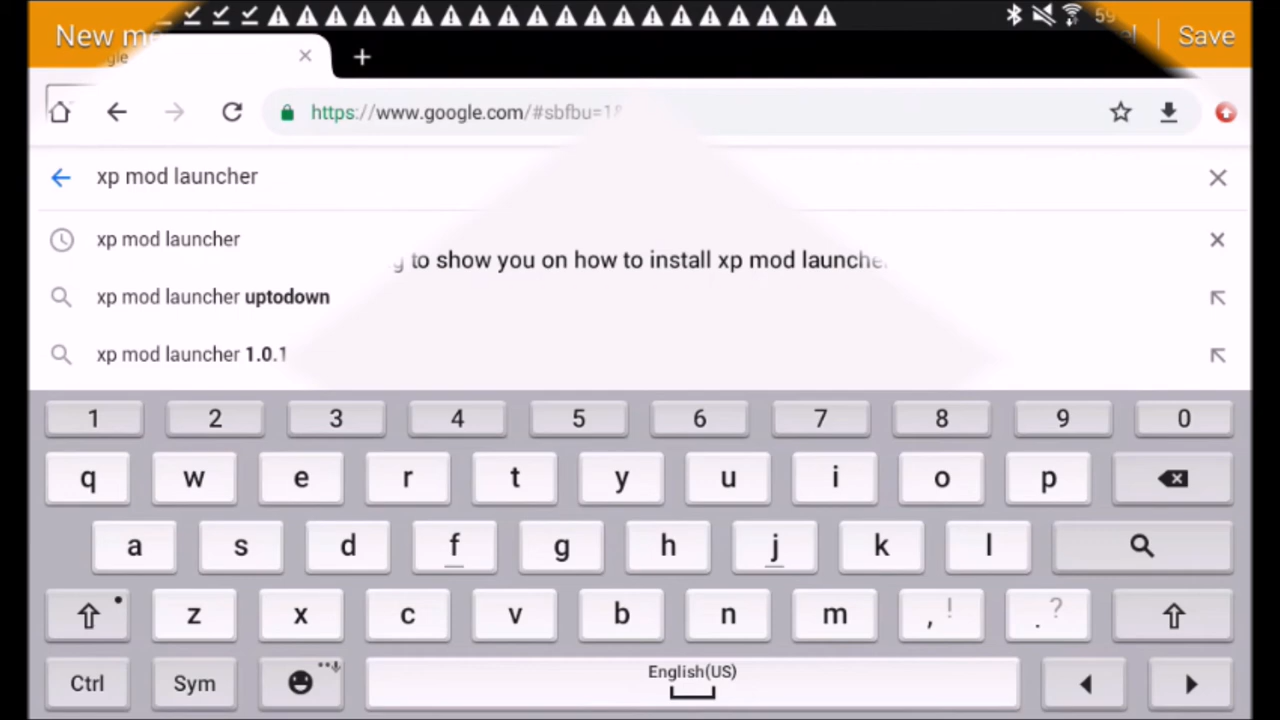 New me
Save
gle
https://www.google.com/#sbfbu=1
xp mod launcher
xp mod launcher
to show you on how to install xp mod launche
xp mod launcher uptodown
xp mod launcher 1.0.1
1 2 3 4 5 6 7 8 9 0
q w e r t y u i o p
a s d f g h j k l
z x c v b n m , ! . ?
Ctrl Sym English(US)